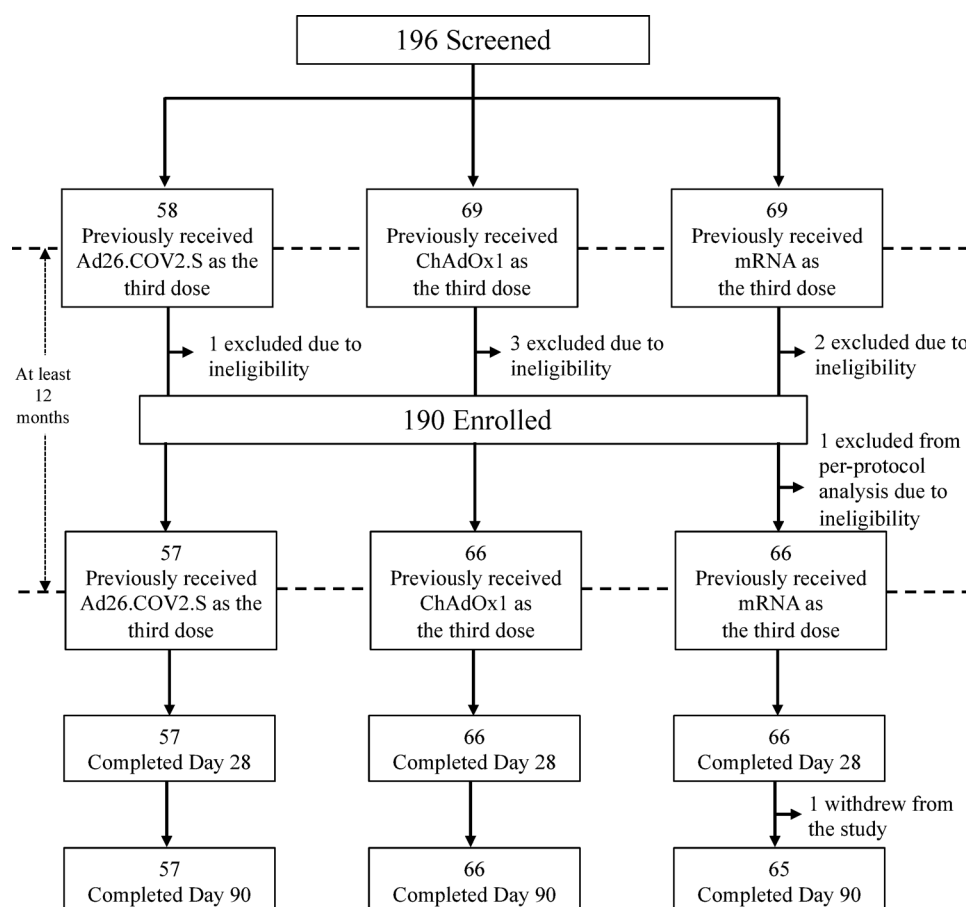 196 Screened
58
Previously received
Ad26.COV2.S as the
third dose
69
Previously received
ChAdOx1 as
the third dose
69
Previously received
mRNA as
the third dose
1 excluded due to
ineligibility
3 excluded due to
ineligibility
2 excluded due to
ineligibility
At least
12
months
190 Enrolled
1 excluded from
per-protocol
analysis due to
ineligibility
57
Previously received
Ad26.COV2.S as the
third dose
66
Previously received
ChAdOx1 as
the third dose
66
Previously received
mRNA as
the third dose
57
Completed Day 28
66
Completed Day 28
66
Completed Day 28
1 withdrew from
the study
57
Completed Day 90
66
Completed Day 90
65
Completed Day 90